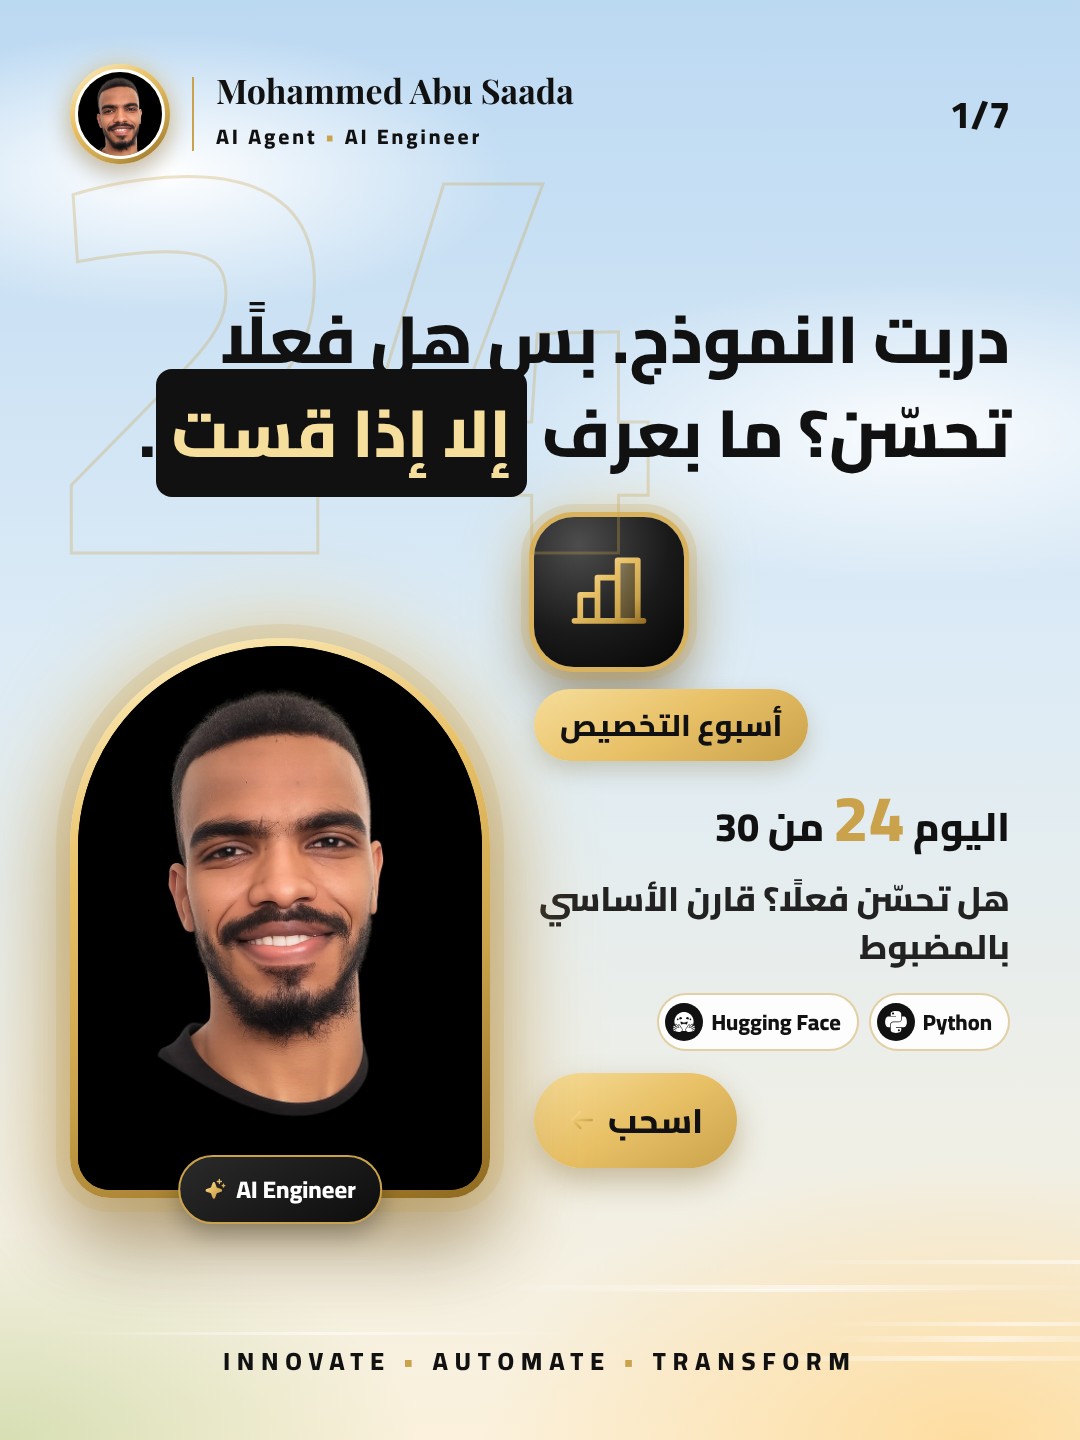 Mohammed Abu Saada
AI Agent ▪ AI Engineer
1/7
24
دربت النموذج. بس هل فعلًا
تحسّن؟ ما بعرف إلا إذا قست.
أسبوع التخصيص
اليوم 24 من 30
هل تحسّن فعلًا؟ قارن الأساسي
بالمضبوط
Python
Hugging Face
اسحب ←
AI Engineer
INNOVATE ▪ AUTOMATE ▪ TRANSFORM